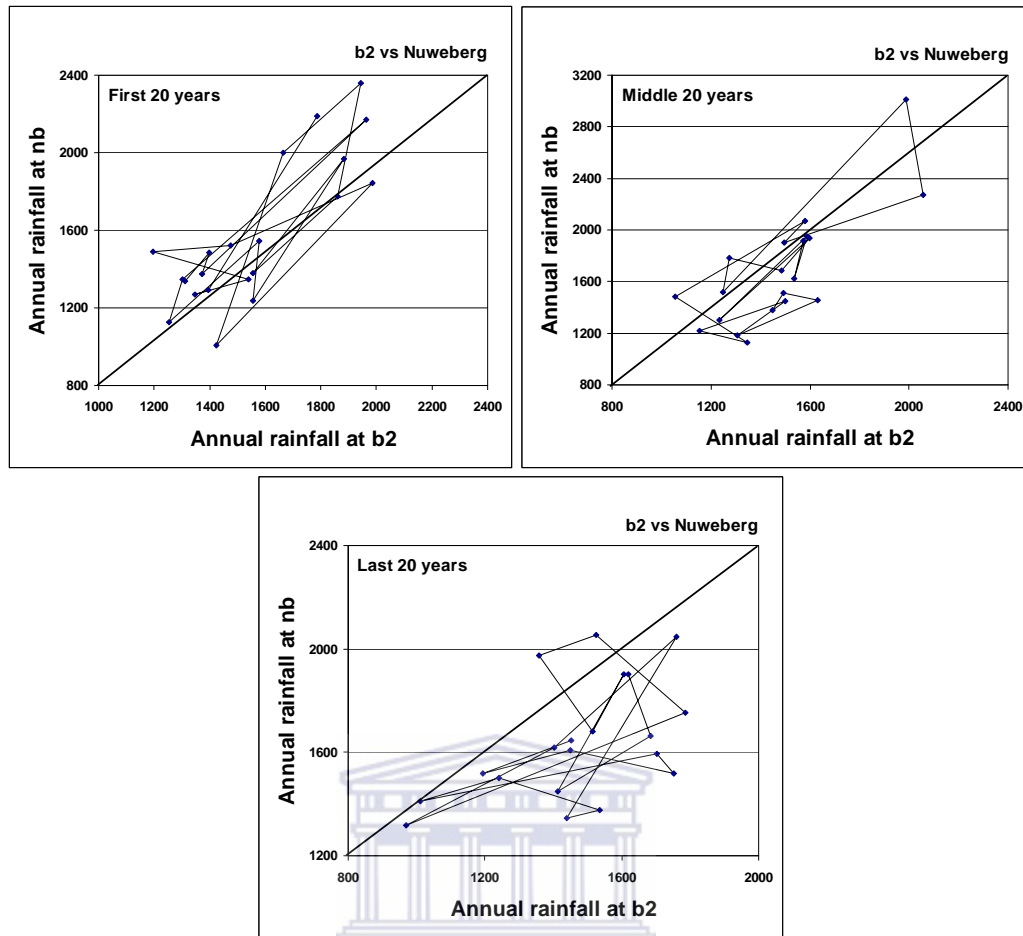 b2 vs Nuweberg
First 20 years
2400
2000
1600
1200
800
1000 1200 1400 1600 1800 2000 2200 2400
Annual rainfall at nb
Annual rainfall at b2
b2 vs Nuweberg
Middle 20 years
3200
2800
2400
2000
1600
1200
800
800 1200 1600 2000 2400
Annual rainfall at nb
Annual rainfall at b2
b2 vs Nuweberg
Last 20 years
2400
2000
1600
1200
800 1200 1600 2000
Annual rainfall at nb
Annual rainfall at b2